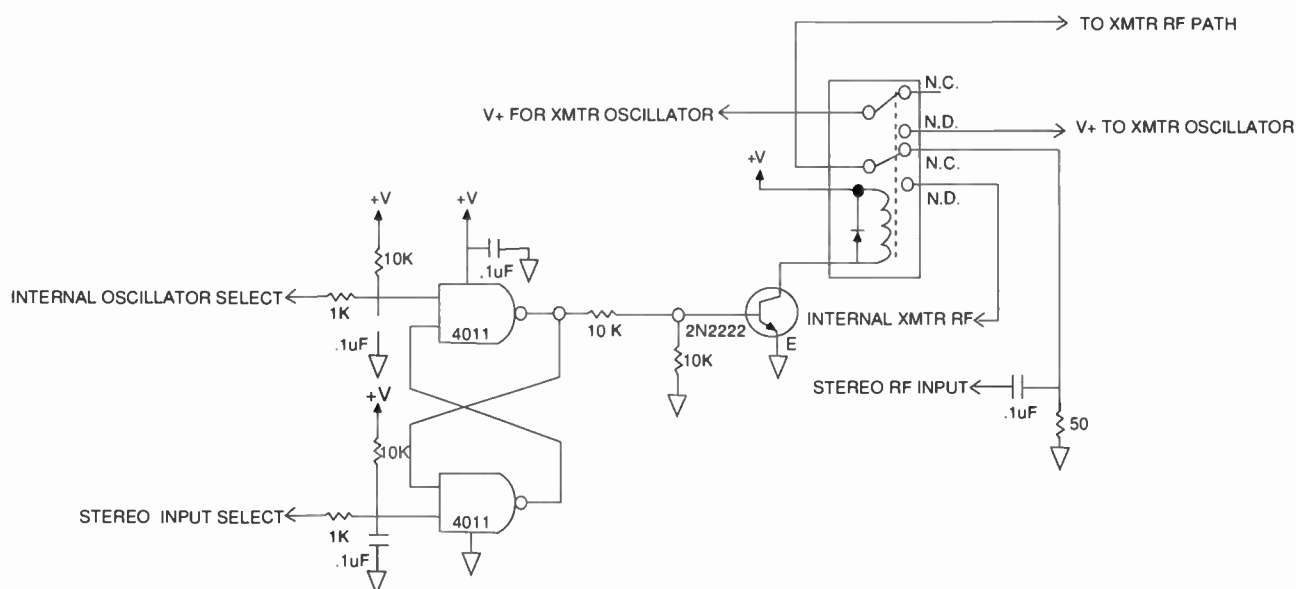 TO XMTR RF PATH
N.C.
V+ FOR XMTR OSCILLATOR
N.D.
V+ TO XMTR OSCILLATOR
+V
N.C.
N.D.
+V
+V
10K
.1uF
INTERNAL OSCILLATOR SELECT
1K
4011
10 K
2N2222
INTERNAL XMTR RF
E
.1uF
10K
+V
STEREO RF INPUT
.1uF
50
10K
STEREO INPUT SELECT
4011
1K
.1uF